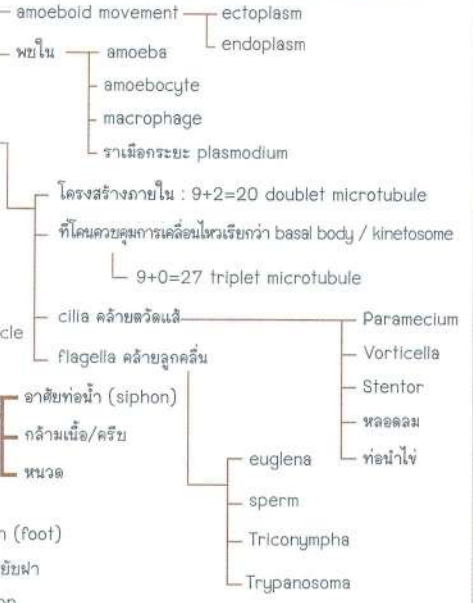 amoeboid movement
ectoplasm
endoplasm
พบใน
amoeba
amoebocyte
macrophage
ราเมือกระยะ plasmodium
โครงสร้างภายใน : 9+2=20 doublet microtubule
ที่โคนควบคุมการเคลื่อนไหวเรียกว่า basal body / kinetosome
9+0=27 triplet microtubule
cilia คล้ายตวัดแส้
Paramecium
Vorticella
Stentor
หลอดลม
ท่อนำไข่
flagella คล้ายลูกคลื่น
euglena
sperm
Triconympha
Trypanosoma
อาศัยท่อน้ำ (siphon)
กล้ามเนื้อ/ครีบ
หนวด
(foot)